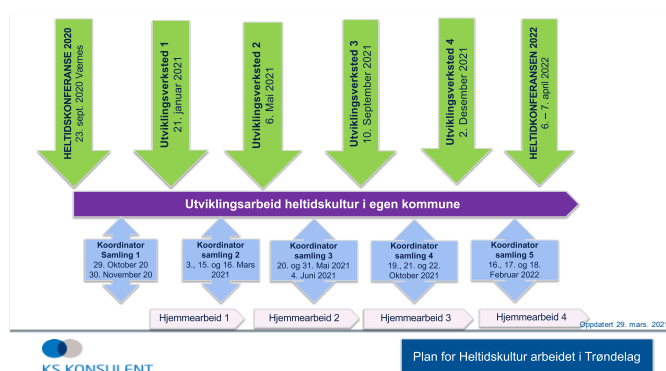 HELTIDSKONFERANSE 2020
23. sept. 2020 Værnes
Utviklingsverksted 1
21. januar 2021
Utviklingsverksted 2
6. Mai 2021
Utviklingsverksted 3
10. September 2021
Utviklingsverksted 4
2. Desember 2021
HELTIDKONFERANSEN 2022
6. – 7. april 2022
Utviklingsarbeid heltidskultur i egen kommune
Koordinator
Samling 1
29. Oktober 20
30. November 20
Koordinator
samling 2
3., 15. og 16. Mars
2021
Koordinator
samling 3
20. og 31. Mai 2021
4. Juni 2021
Koordinator
samling 4
19., 21. og 22.
Oktober 2021
Koordinator
samling 5
16., 17. og 18.
Februar 2022
Hjemmearbeid 1
Hjemmearbeid 2
Hjemmearbeid 3
Hjemmearbeid 4
Oppdatert 29. mars. 2021
KS KONSULENT
Plan for Heltidskultur arbeidet i Trøndelag